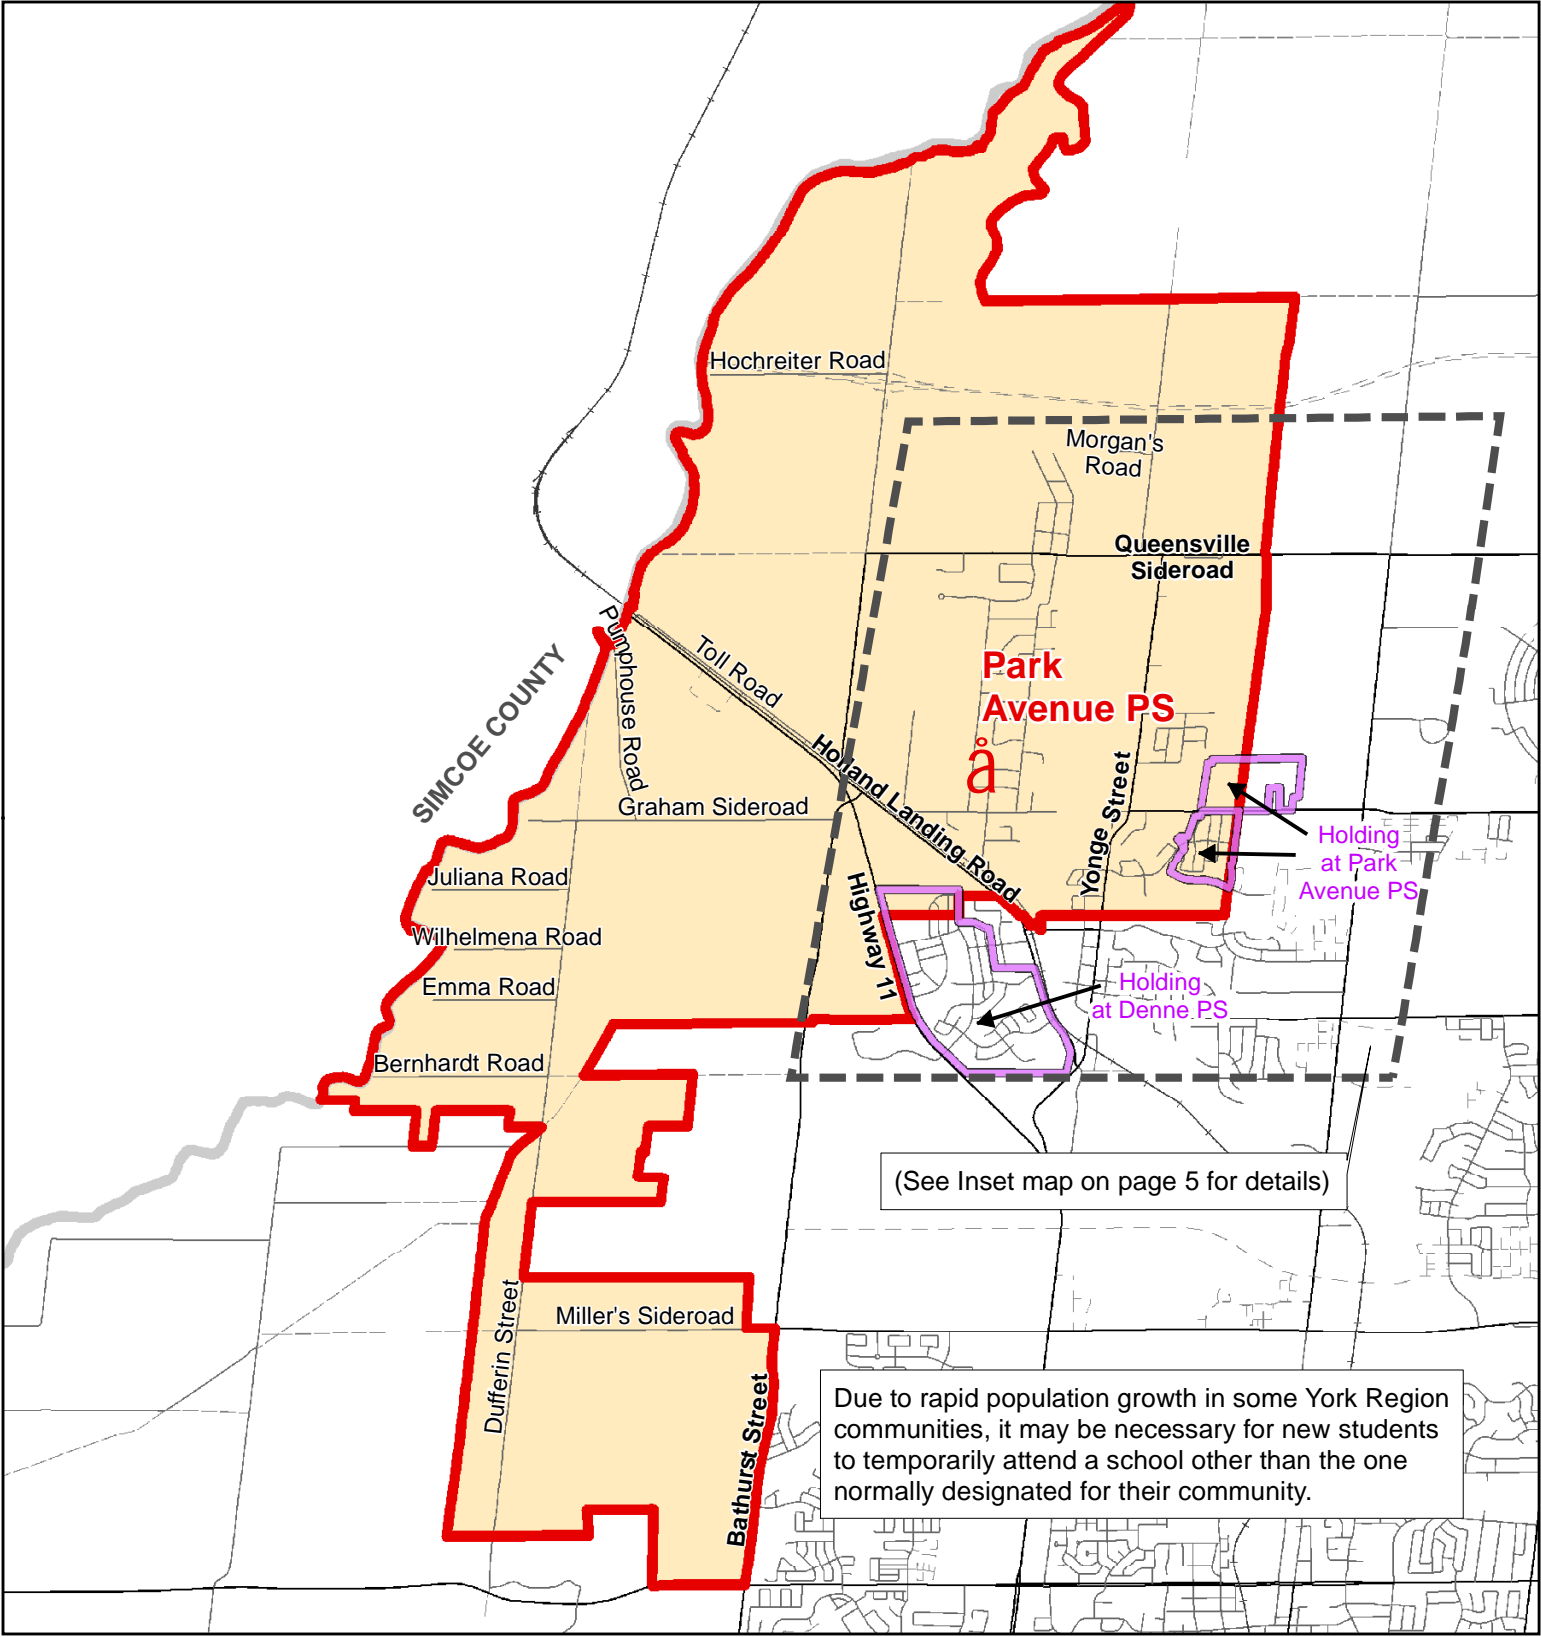 Hochreiter Road
Morgan's
Road
Queensville
Sideroad
Pumphouse Road
Toll Road
SIMCOE COUNTY
Park
Avenue PS
å
Holland Landing Road
Yonge Street
Graham Sideroad
Holding
at Park
Avenue PS
Juliana Road
Highway 11
Wilhelmena Road
Emma Road
Holding
at Denne PS
Bernhardt Road
(See Inset map on page 5 for details)
Dufferin Street
Miller's Sideroad
Bathurst Street
Due to rapid population growth in some York Region
communities, it may be necessary for new students
to temporarily attend a school other than the one
normally designated for their community.